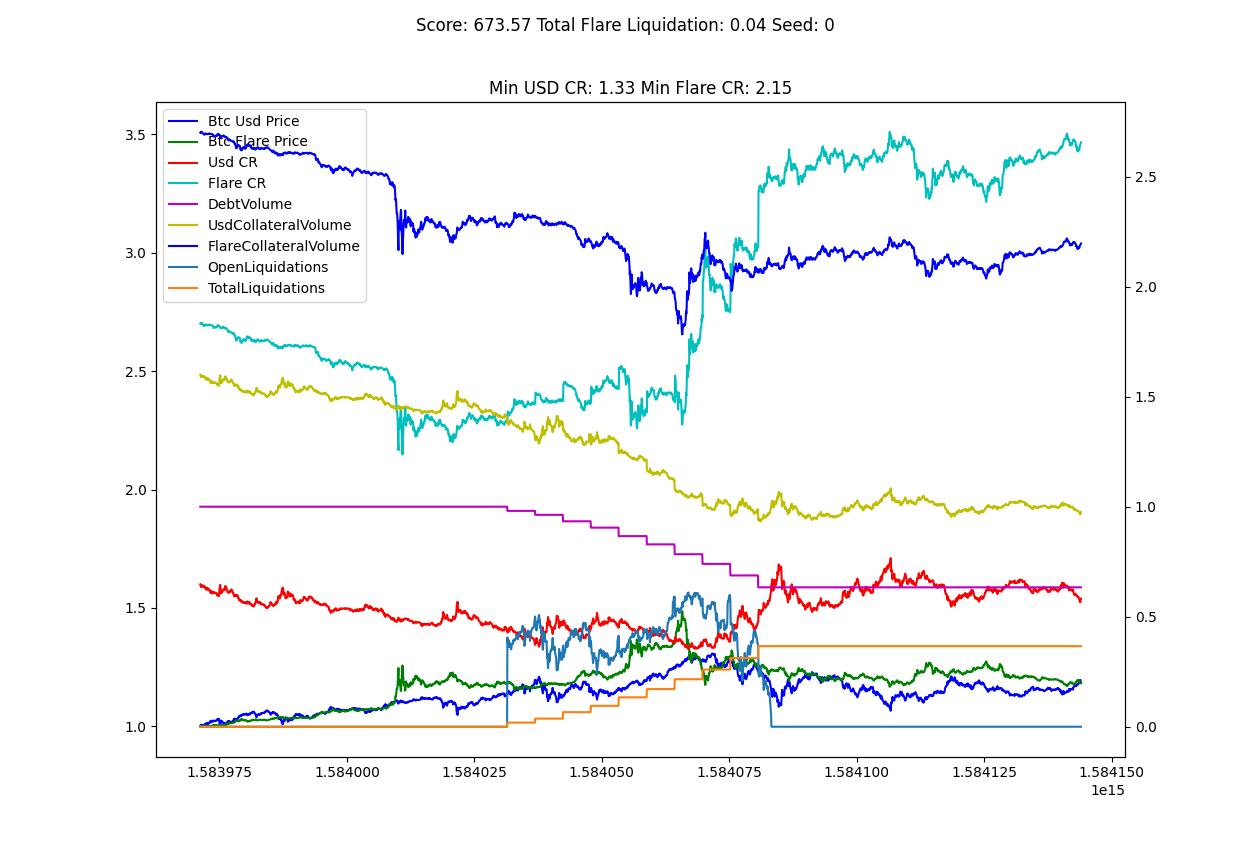 Score: 673.57 Total Flare Liquidation: 0.04 Seed: 0
Min USD CR: 1.33 Min Flare CR: 2.15
Btc Usd Price
Btc Flare Price
Usd CR
Flare CR
DebtVolume
UsdCollateralVolume
FlareCollateralVolume
OpenLiquidations
TotalLiquidations
3.5
3.0
2.5
2.0
1.5
1.0
2.5
2.0
1.5
1.0
0.5
0.0
1.583975 1.584000 1.584025 1.584050 1.584075 1.584100 1.584125 1.584150
1e15